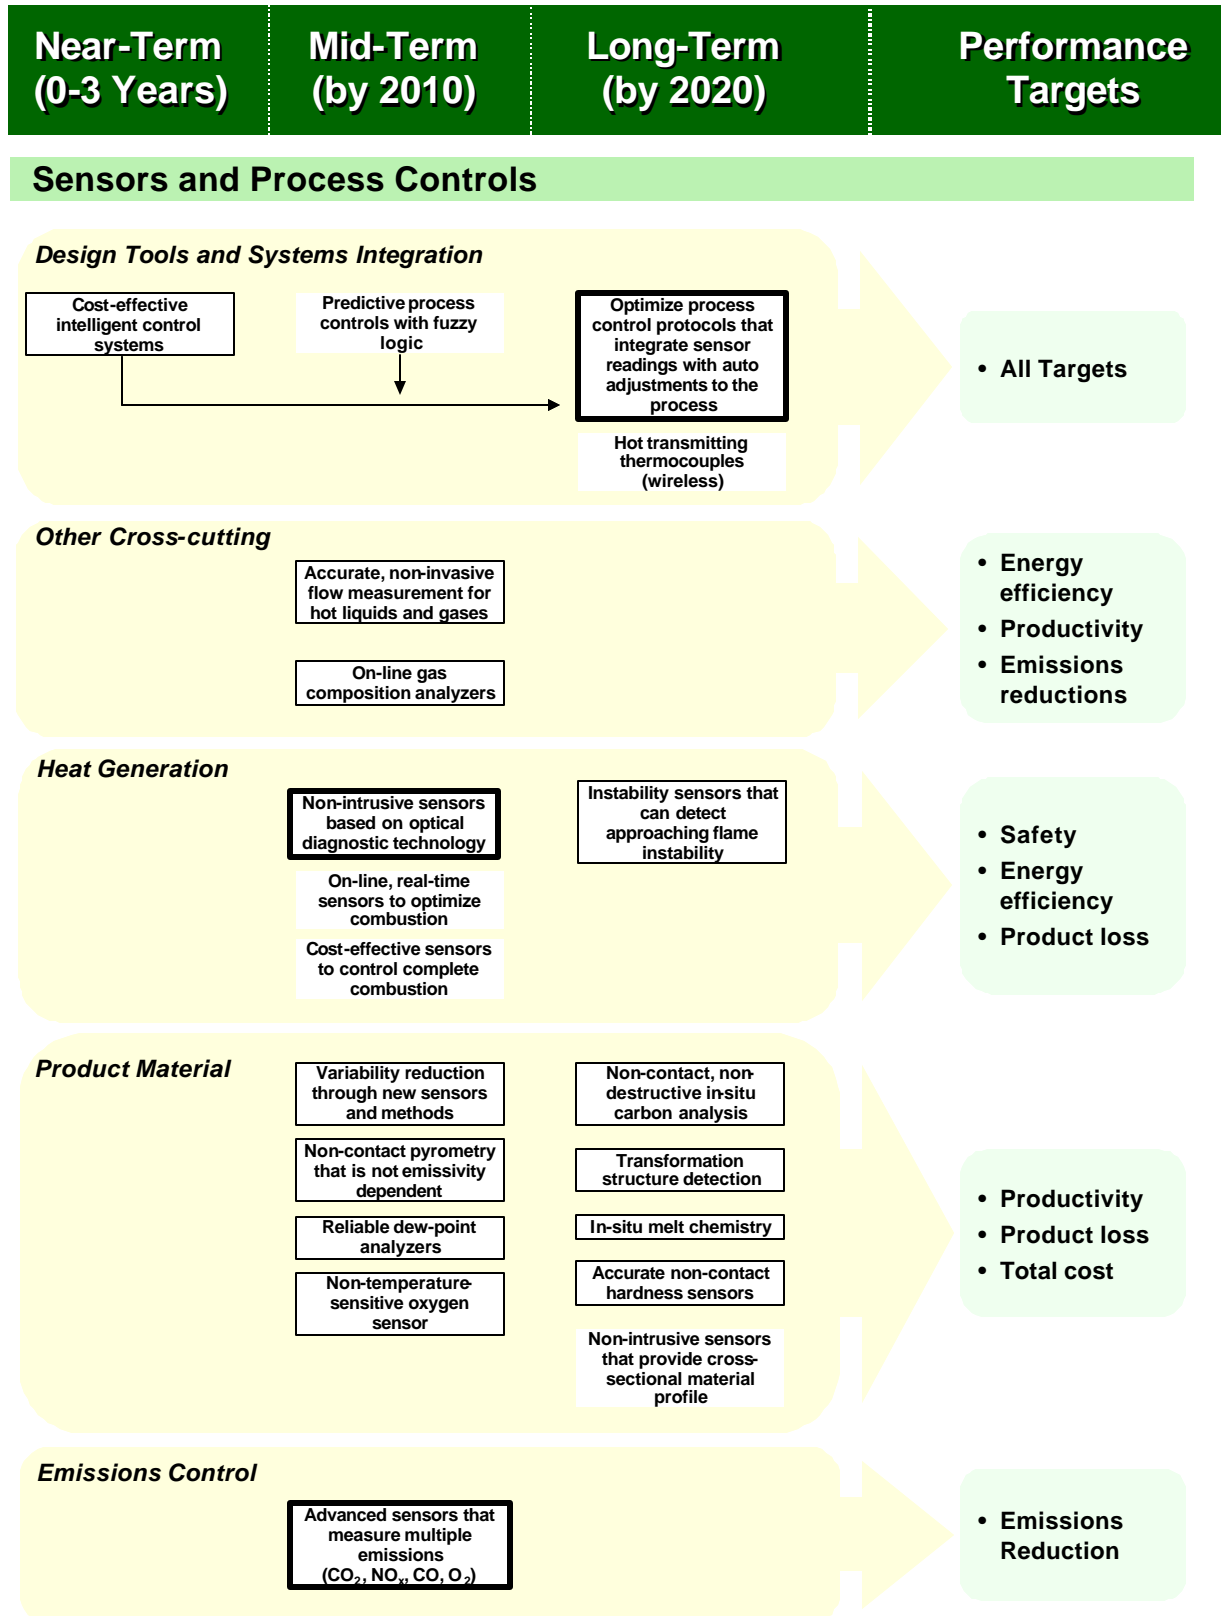 Near-Term
(0-3 Years)
Mid-Term
(by 2010)
Long-Term
(by 2020)
Performance
Targets
Sensors and Process Controls
Design Tools and Systems Integration
Cost-effective
intelligent control
systems
Predictive process
controls with fuzzy
logic
Optimize process
control protocols that
integrate sensor
readings with auto
adjustments to the
process
Hot transmitting
thermocouples
(wireless)
• All Targets
Other Cross-cutting
Accurate, non-invasive
flow measurement for
hot liquids and gases
On-line gas
composition analyzers
• Energy
efficiency
• Productivity
• Emissions
reductions
Heat Generation
Non-intrusive sensors
based on optical
diagnostic technology
On-line, real-time
sensors to optimize
combustion
Cost-effective sensors
to control complete
combustion
Instability sensors that
can detect
approaching flame
instability
• Safety
• Energy
efficiency
• Product loss
Product Material
Variability reduction
through new sensors
and methods
Non-contact pyrometry
that is not emissivity
dependent
Reliable dew-point
analyzers
Non-temperature-
sensitive oxygen
sensor
Non-contact, non-
destructive in-situ
carbon analysis
Transformation
structure detection
In-situ melt chemistry
Accurate non-contact
hardness sensors
Non-intrusive sensors
that provide cross-
sectional material
profile
• Productivity
• Product loss
• Total cost
Emissions Control
Advanced sensors that
measure multiple
emissions
(CO₂, NOₓ, CO, O₂)
• Emissions
Reduction